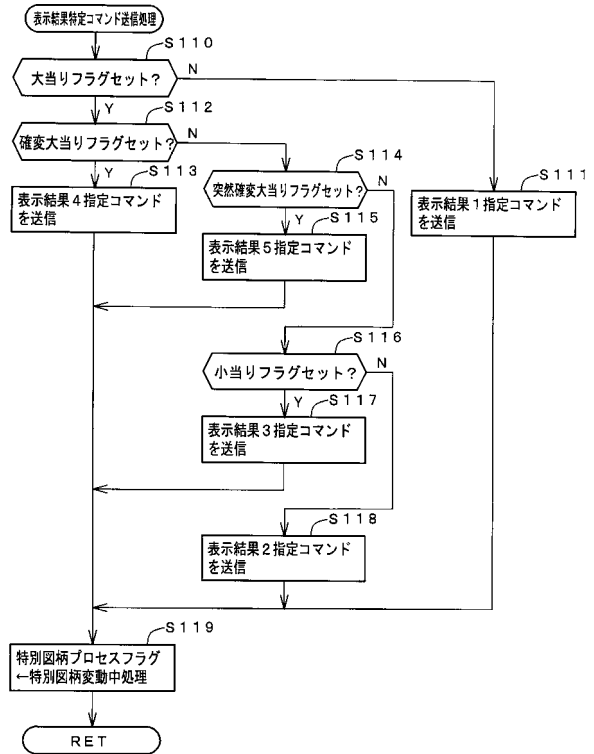 表示結果特定コマンド送信処理
S110
大当りフラグセット?
N
Y
S112
確変大当りフラグセット?
N
Y
S113
表示結果4指定コマンド
を送信
S114
突然確変大当りフラグセット?
N
Y
S115
表示結果5指定コマンド
を送信
S111
表示結果1指定コマンド
を送信
S116
小当りフラグセット?
N
Y
S117
表示結果3指定コマンド
を送信
S118
表示結果2指定コマンド
を送信
S119
特別図柄プロセスフラグ
←特別図柄変動中処理
RET